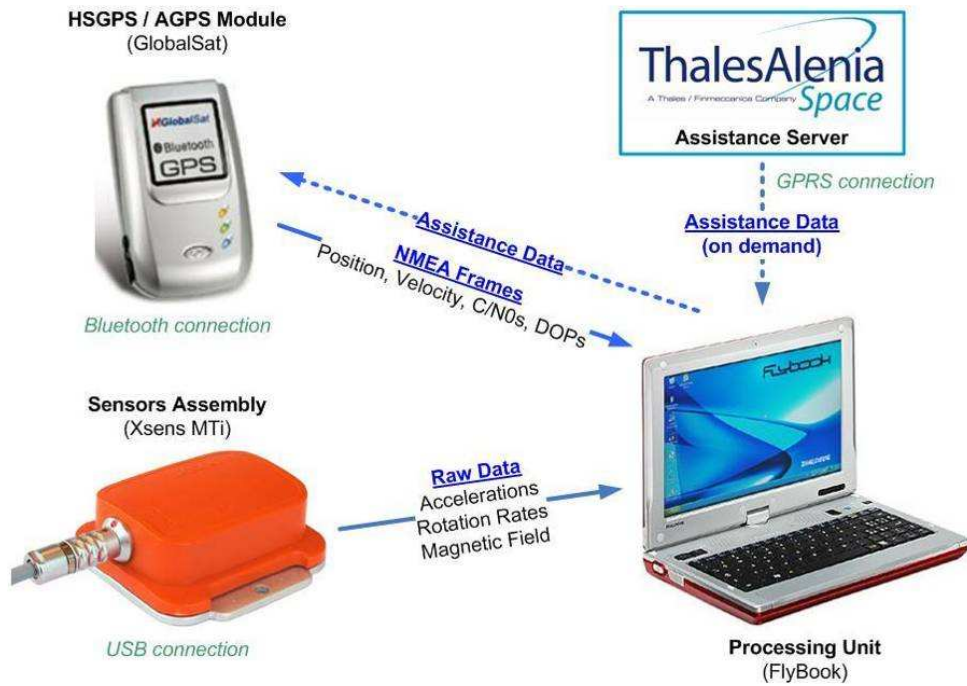 HSGPS / AGPS Module
(GlobalSat)
GlobalSat
Bluetooth
GPS
Bluetooth connection
ThalesAlenia
A Thales / Finmeccanica Company
Space
Assistance Server
GPRS connection
Assistance Data
(on demand)
Assistance Data
NMEA Frames
Position, Velocity, C/N0s, DOPs
Sensors Assembly
(Xsens MTi)
USB connection
Raw Data
Accelerations
Rotation Rates
Magnetic Field
Flybook
Processing Unit
(FlyBook)